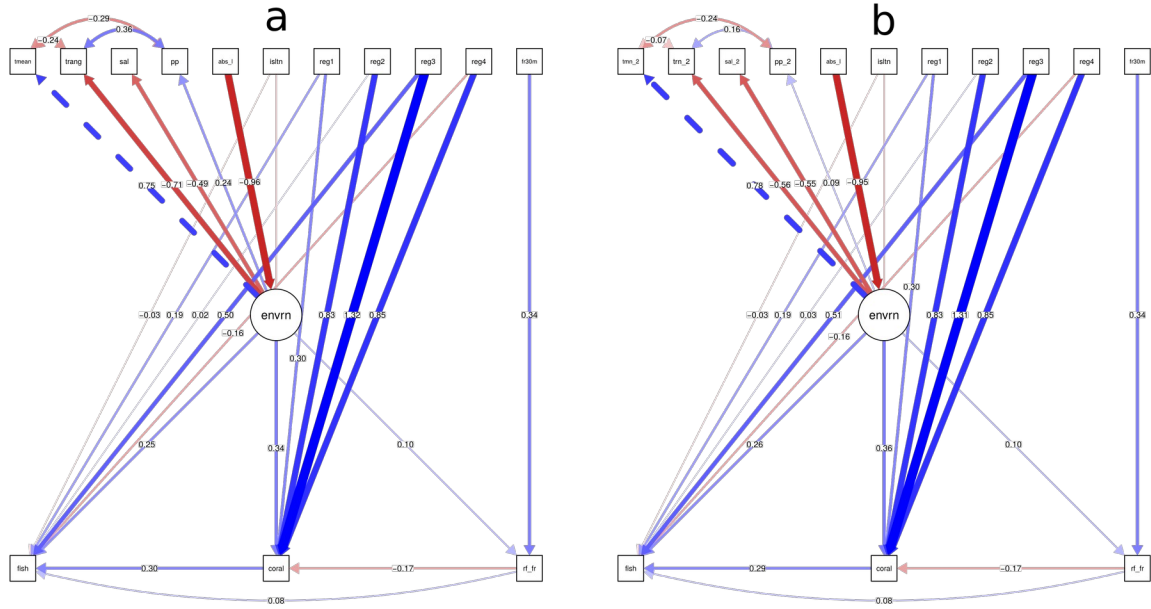 a
b
−0.29
−0.24
0.36
tmean
trang
sal
pp
abs_l
isltn
reg1
reg2
reg3
reg4
fr30m
0.75
−0.71
−0.49
0.24
−0.96
envrn
−0.03
0.19
0.02
0.50
−0.16
0.83
1.32
0.85
0.34
0.30
0.25
0.34
0.10
fish
0.30
coral
−0.17
rf_fr
0.08
−0.24
−0.07
0.16
tmn_2
trn_2
sal_2
pp_2
abs_l
isltn
reg1
reg2
reg3
reg4
fr30m
0.78
−0.56
−0.55
0.09
−0.95
0.30
envrn
−0.03
0.19
0.03
0.51
−0.16
0.83
1.31
0.85
0.34
0.26
0.36
0.10
fish
0.29
coral
−0.17
rf_fr
0.08